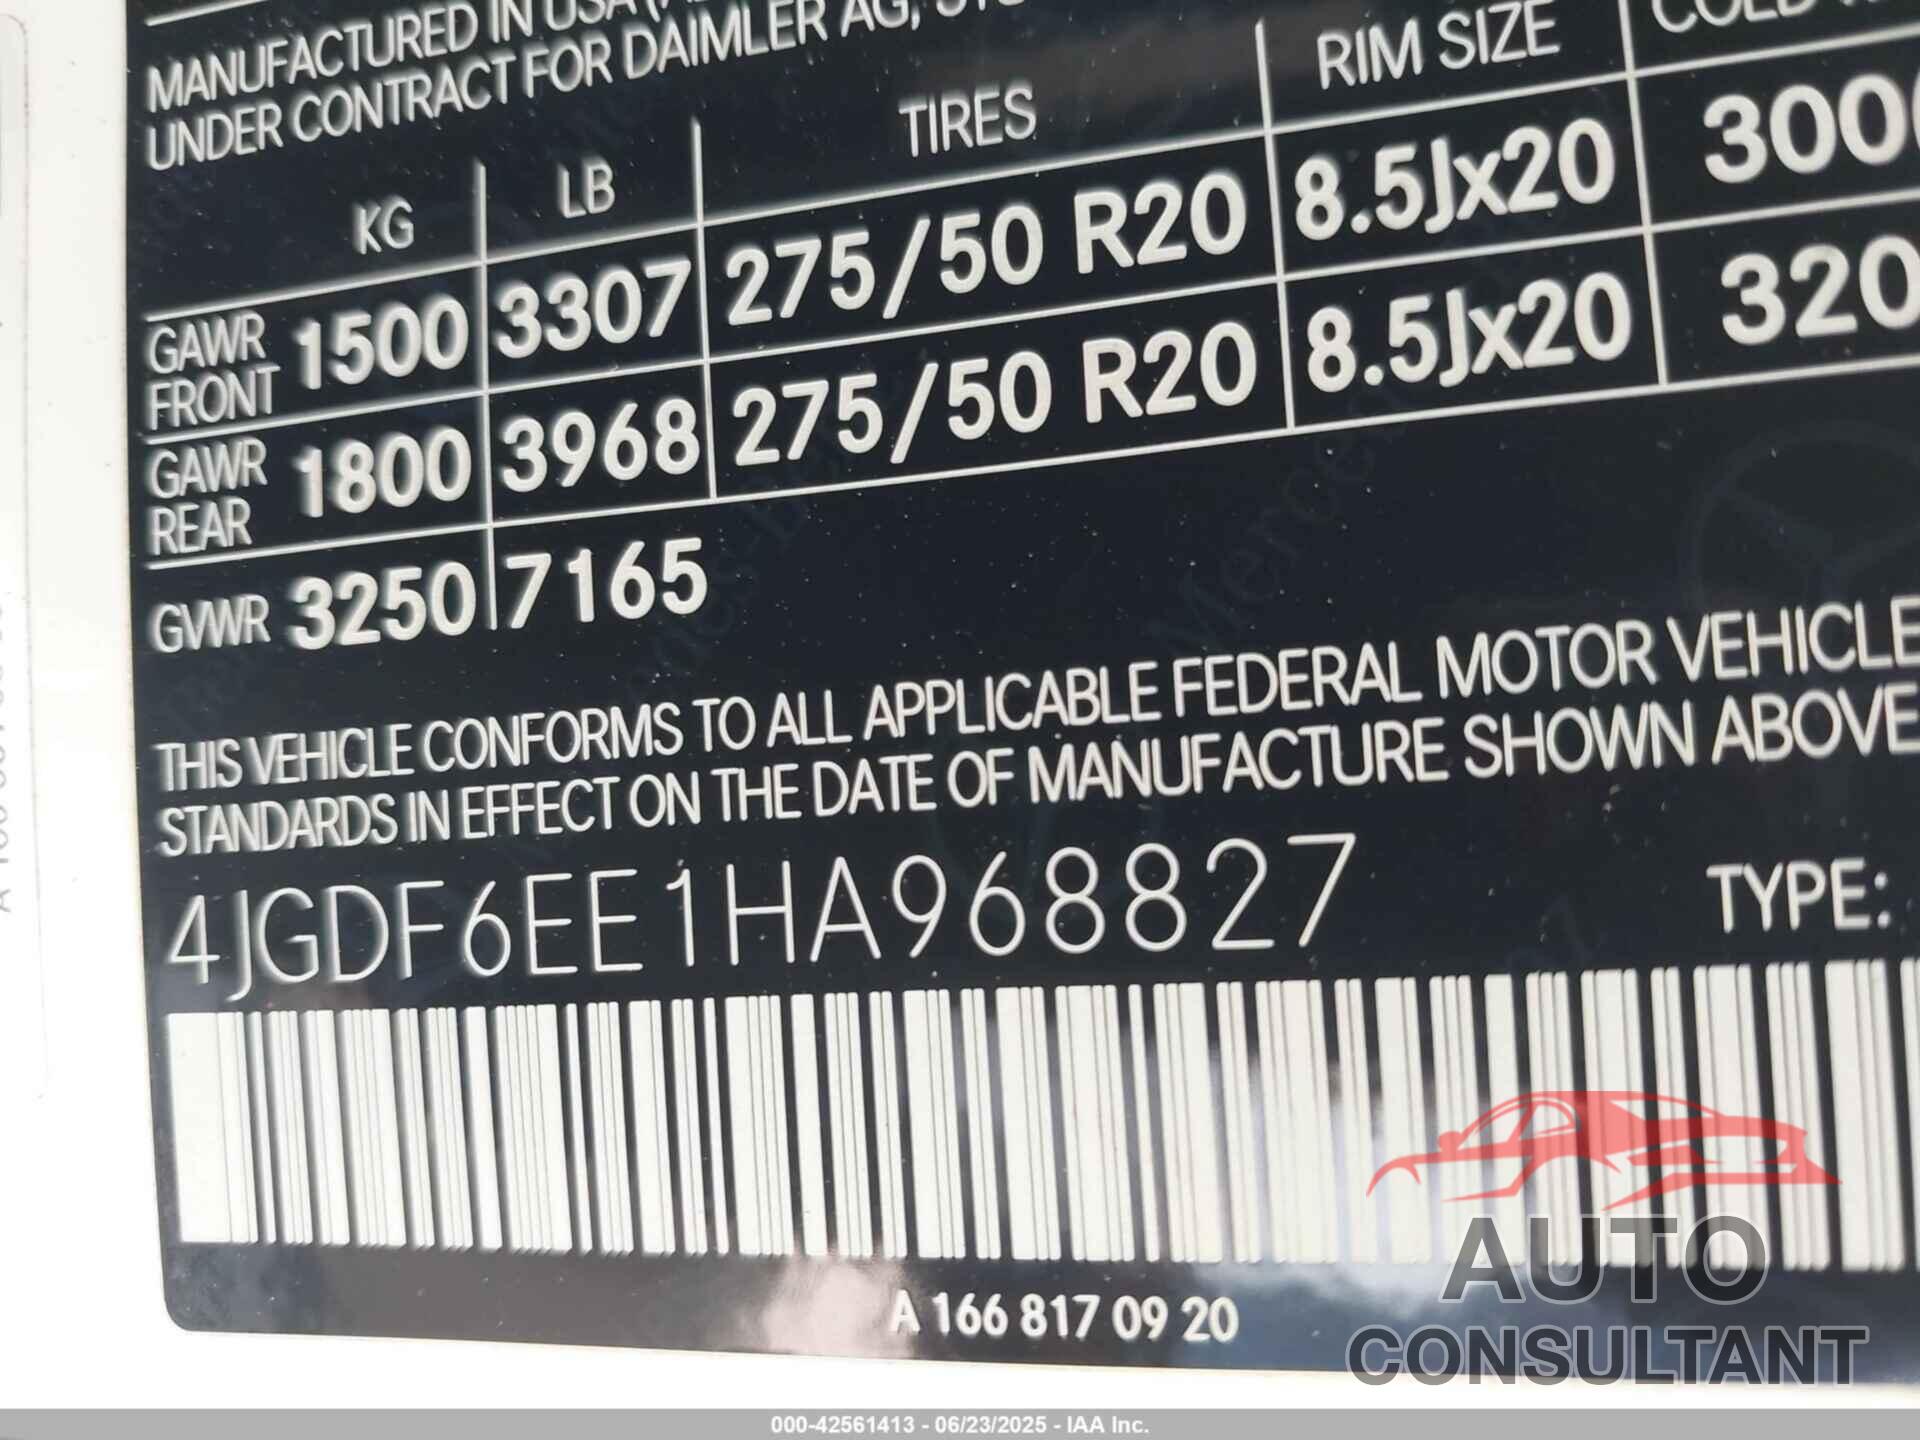 MANUFACTURED IN USA
UNDER CONTRACT FOR DAIMLER AG,
KG LB TIRES RIM SIZE COLD
GAWR FRONT 1500 3307 275/50 R20 8.5Jx20 300
GAWR REAR 1800 3968 275/50 R20 8.5Jx20 320
GVWR 3250 7165
THIS VEHICLE CONFORMS TO ALL APPLICABLE FEDERAL MOTOR VEHICLE
STANDARDS IN EFFECT ON THE DATE OF MANUFACTURE SHOWN ABOVE
4JGDF6EE1HA968827 TYPE:
A 166 817 09 20
AUTO
CONSULTANT
000-42561413 - 06/23/2025 - IAA Inc.